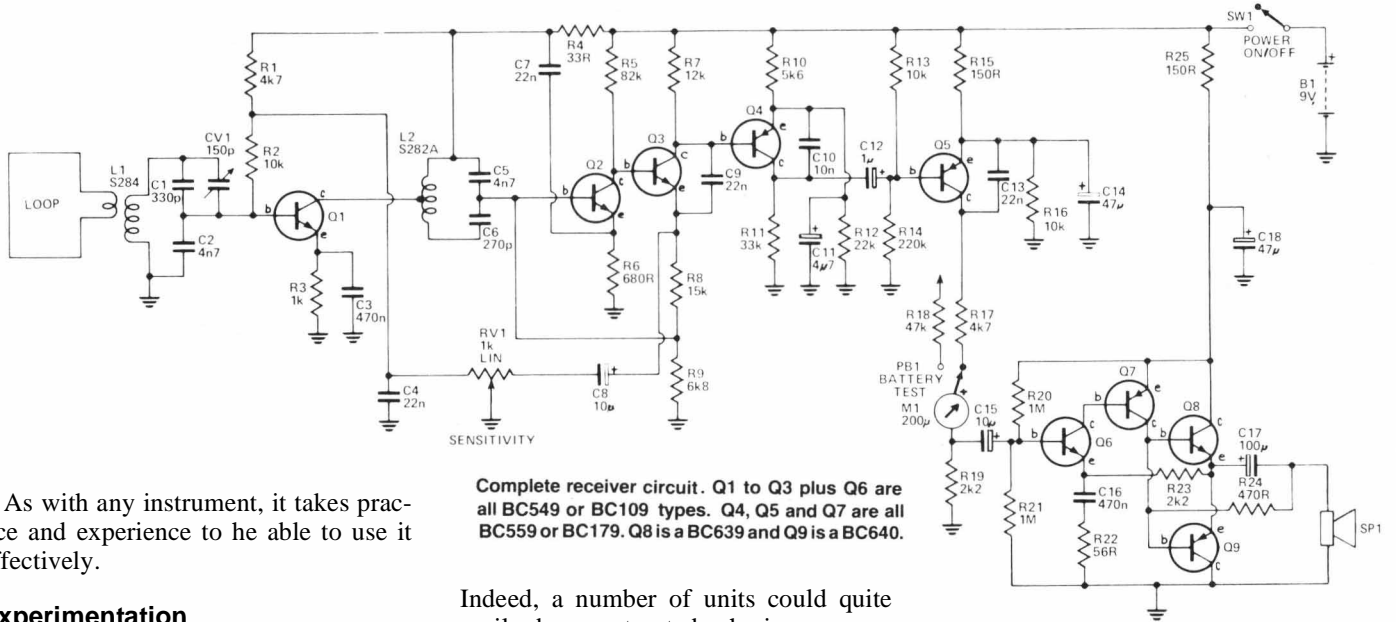 R1
4k7
R4
33R
C7
22n
R5
82k
R7
12k
R10
5k6
R13
10k
R15
150R
R25
150R
SW1
POWER
ON/OFF
B1
9V
LOOP
L1
S284
C1
330p
CV1
150p
C2
4n7
R2
10k
b
c
e
Q1
R3
1k
C3
470n
L2
S282A
C5
4n7
C6
270p
Q2
b
c
e
R6
680R
Q3
b
c
e
C9
22n
R8
15k
R9
6k8
Q4
b
e
c
C10
10n
R11
33k
C11
4µ7
R12
22k
C12
1µ
R14
220k
Q5
b
e
c
C13
22n
R16
10k
C14
47µ
C18
47µ
C4
22n
RV1
1k
LIN
SENSITIVITY
C8
10µ
R18
47k
R17
4k7
PB1
BATTERY
TEST
M1
200µ
C15
10µ
R19
2k2
R20
1M
R21
1M
b
c
e
Q6
C16
470n
R22
56R
Q7
b
e
c
R23
2k2
Q8
b
c
e
C17
100µ
R24
470R
Q9
b
e
c
SP1
Complete receiver circuit. Q1 to Q3 plus Q6 are
all BC549 or BC109 types. Q4, Q5 and Q7 are all
BC559 or BC179. Q8 is a BC639 and Q9 is a BC640.
As with any instrument, it takes prac-
ce and experience to he able to use it
ffectively.
xperimentation
Indeed, a number of units could quite